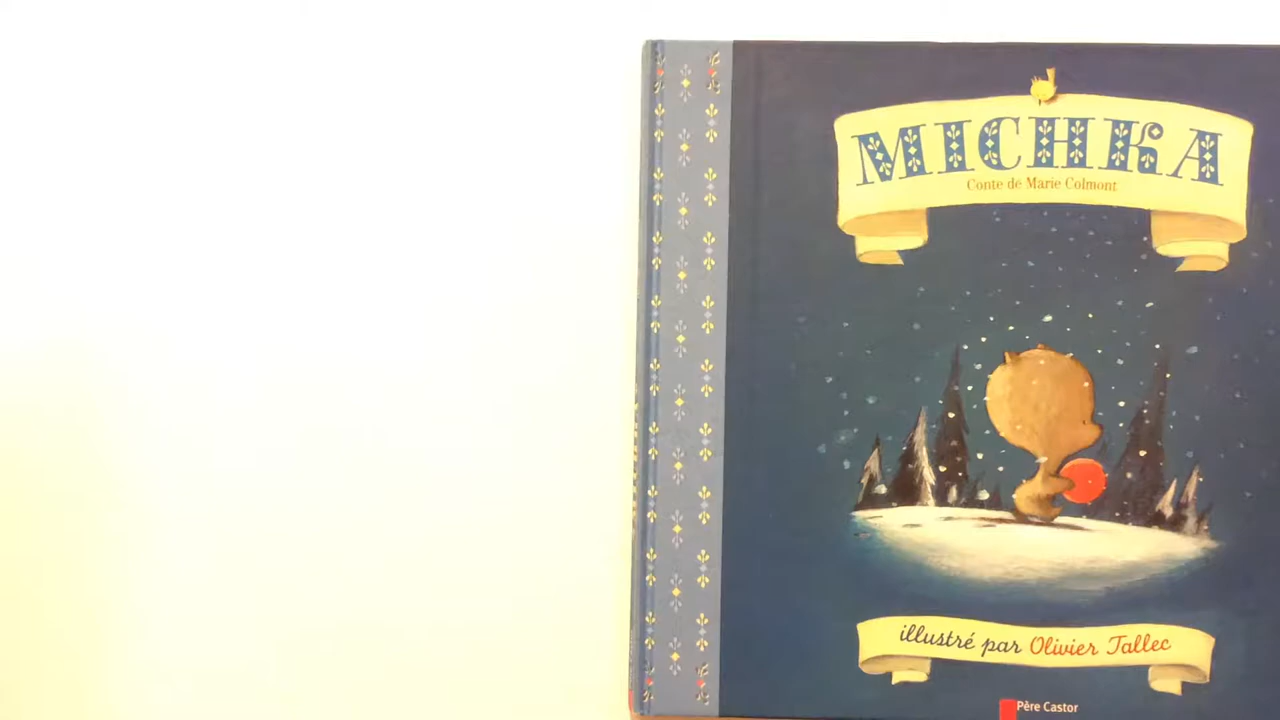 MICHKA
Conte de Marie Colmont
illustré par Olivier Tallec
Père Castor